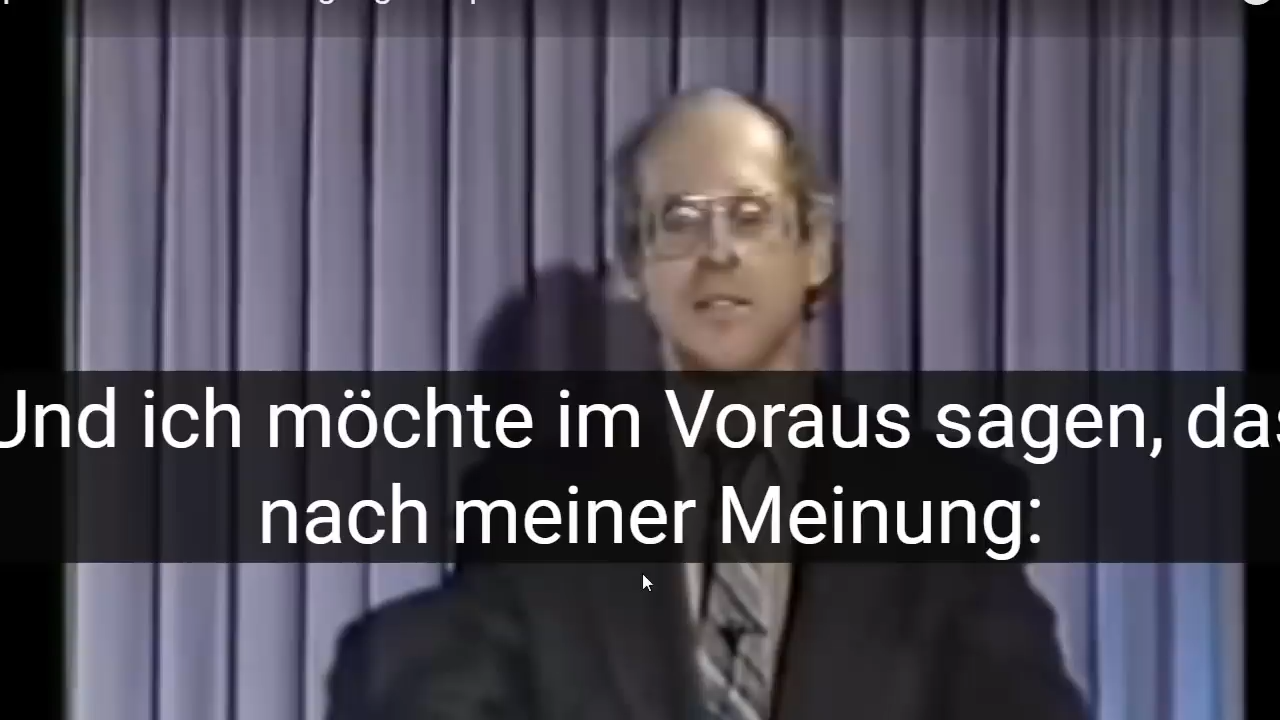 Und ich möchte im Voraus sagen, das
nach meiner Meinung: